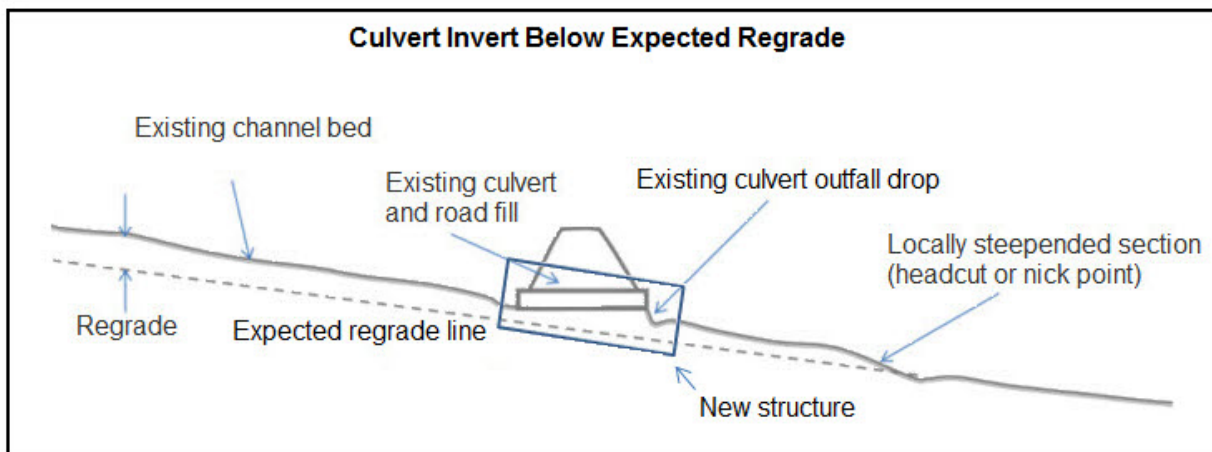 Culvert Invert Below Expected Regrade
Existing channel bed
Existing culvert
and road fill
Existing culvert outfall drop
Locally steepended section
(headcut or nick point)
Regrade
Expected regrade line
New structure